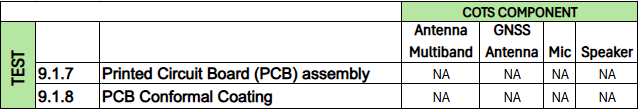 COTS COMPONENT
Antenna Multiband GNSS Antenna Mic Speaker
TEST
9.1.7 Printed Circuit Board (PCB) assembly NA NA NA NA
9.1.8 PCB Conformal Coating NA NA NA NA